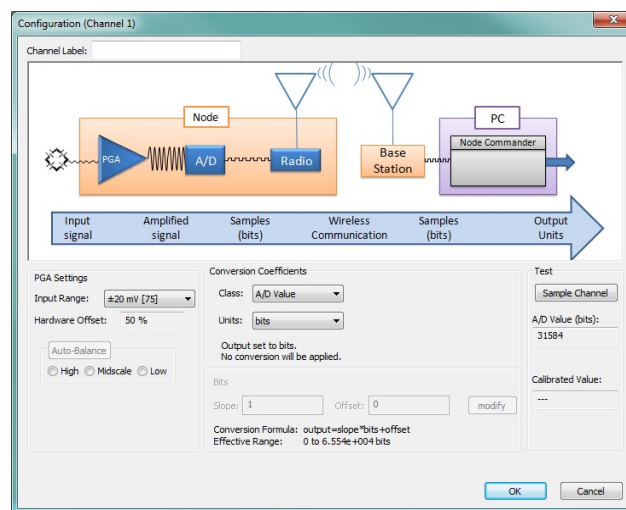 Configuration (Channel 1)
Channel Label:
Node
PC
PGA
A/D
Radio
Base
Station
Node Commander
Input
signal
Amplified
signal
Samples
(bits)
Wireless
Communication
Samples
(bits)
Output
Units
PGA Settings
Input Range: ±20 mV [75]
Hardware Offset: 50 %
Auto-Balance
High Midscale Low
Conversion Coefficients
Class: A/D Value
Units: bits
Output set to bits.
No conversion will be applied.
Bits
Slope: 1 Offset: 0 modify
Conversion Formula: output=slope*bits+offset
Effective Range: 0 to 6.554e+004 bits
Test
Sample Channel
A/D Value (bits):
31584
Calibrated Value:
---
OK Cancel